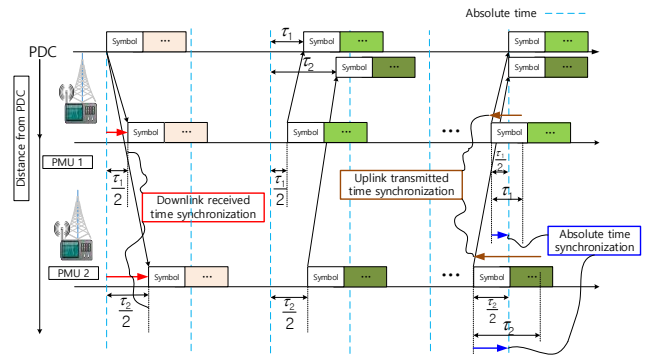 Absolute time
PDC
Symbol ...
τ1
Symbol ...
Symbol ...
τ2
Symbol ...
Symbol ...
Distance from PDC
PMU 1
Symbol ...
Symbol ...
...
Symbol ...
τ1/2
τ1/2
τ1/2
τ1
Downlink received
time synchronization
Uplink transmitted
time synchronization
Absolute time
synchronization
PMU 2
Symbol ...
Symbol ...
...
Symbol ...
τ2/2
τ2/2
τ2/2
τ2